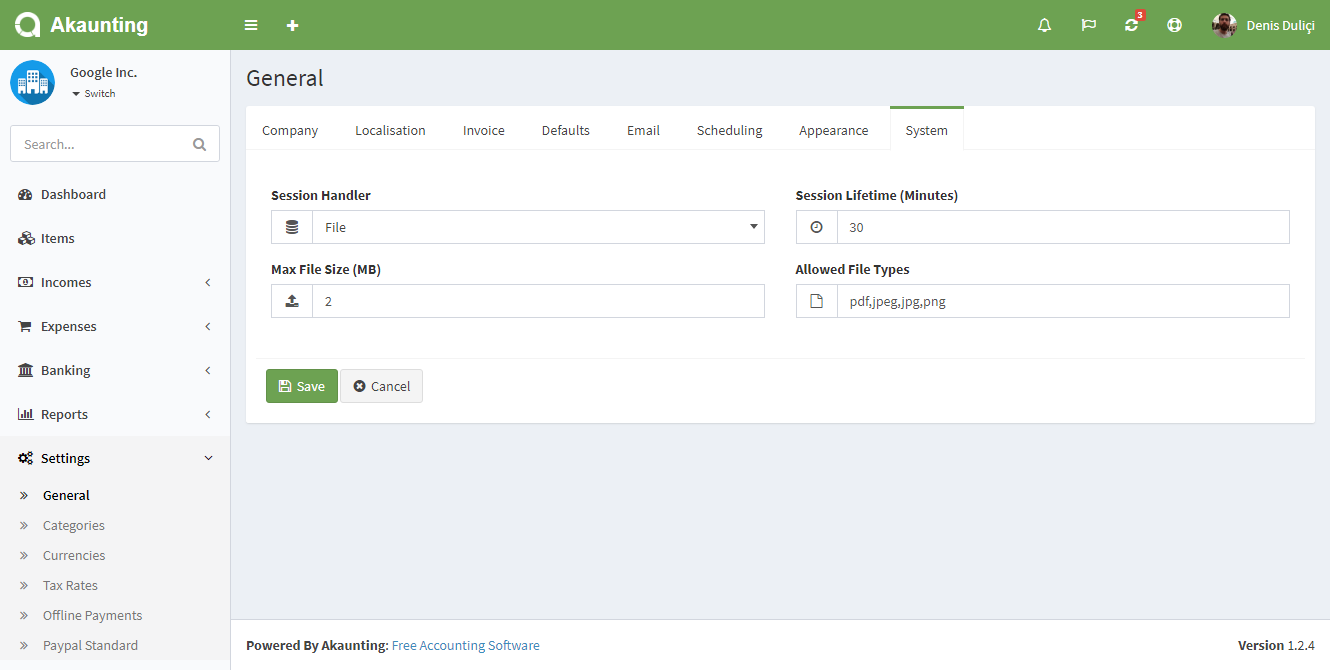 Akaunting
3
Denis Duliçi
Google Inc.
Switch
Search...
Dashboard
Items
Incomes
Expenses
Banking
Reports
Settings
General
Categories
Currencies
Tax Rates
Offline Payments
Paypal Standard
General
Company Localisation Invoice Defaults Email Scheduling Appearance System
Session Handler
File
Session Lifetime (Minutes)
30
Max File Size (MB)
2
Allowed File Types
pdf,jpeg,jpg,png
Save Cancel
Powered By Akaunting: Free Accounting Software
Version 1.2.4